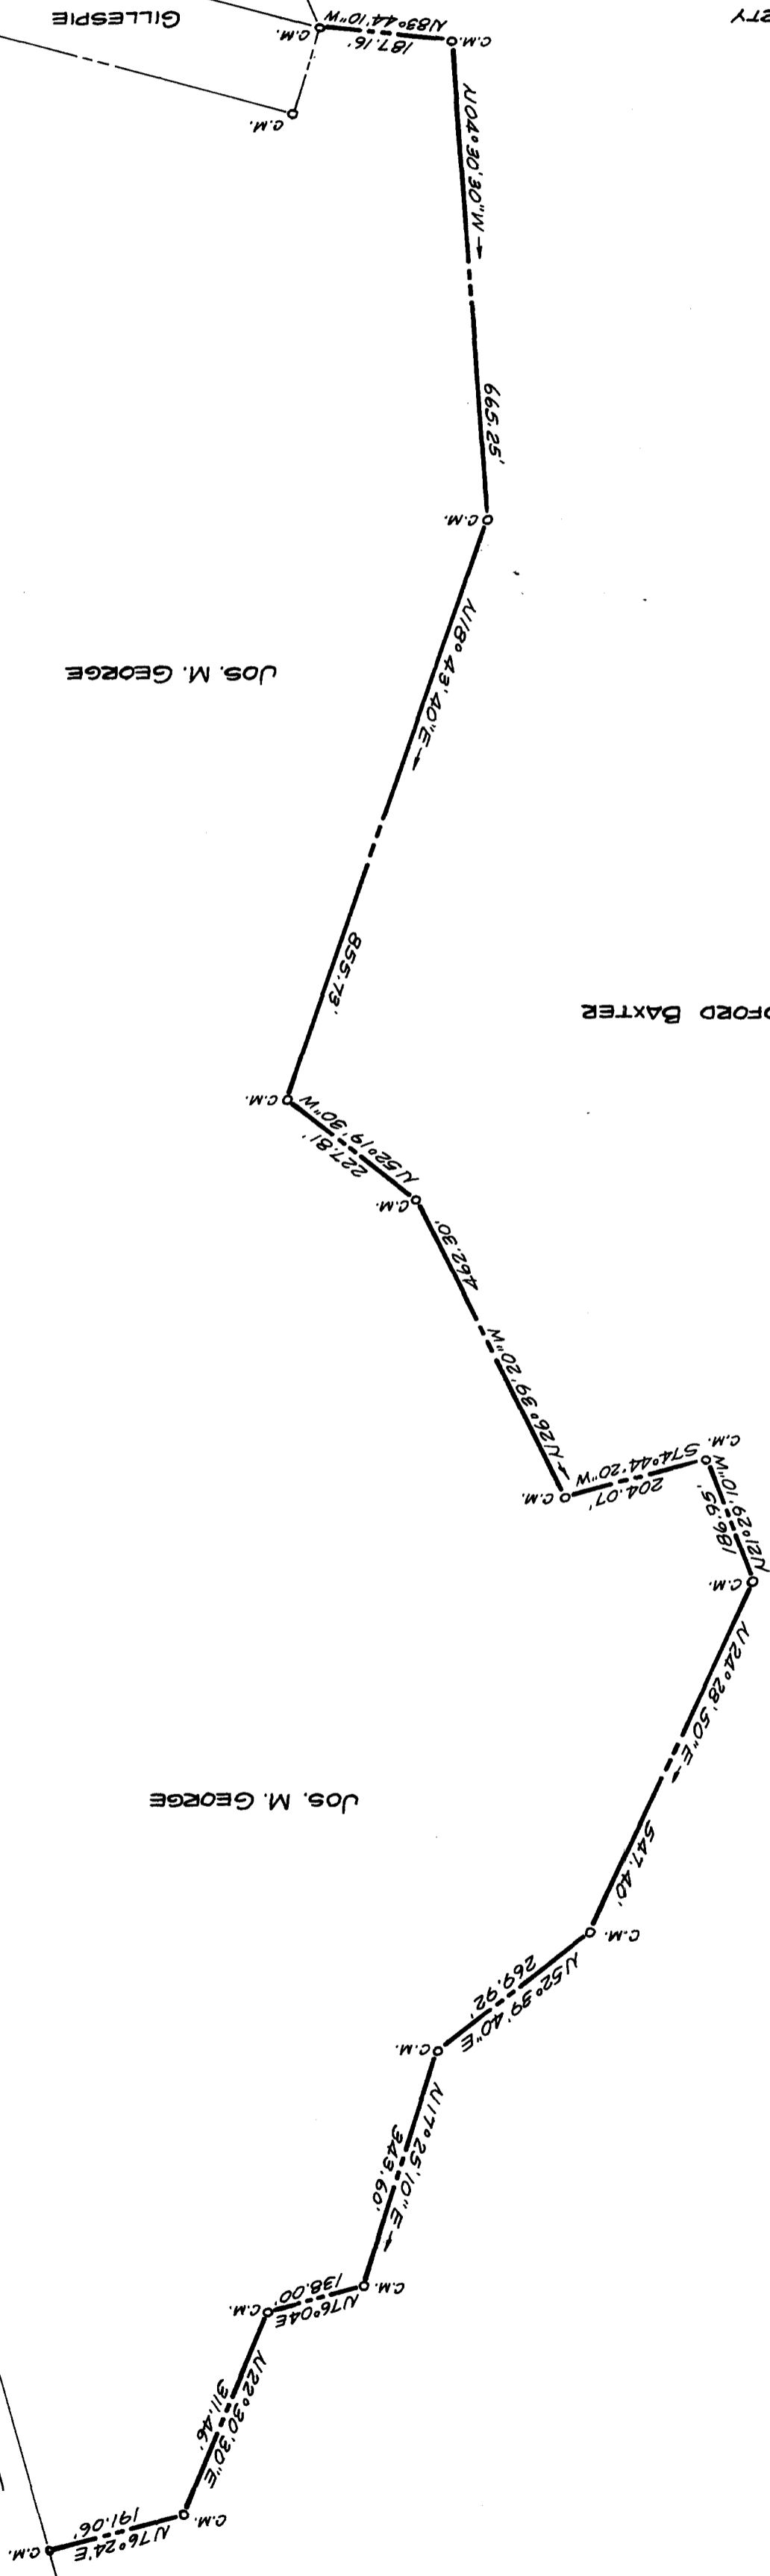 C.M.
N76°24'E
191.06'
C.M.
N22°30'30"E
311.46'
C.M.
N76°04E
138.00'
C.M.
N17°25'10"E
343.60'
C.M.
N52°39'40"E
269.92'
C.M.
JOS. M. GEORGE
547.40'
N24°28'50"E
C.M.
N21°29'10"W
186.95'
C.M.
S74°44'20"W
204.07'
C.M.
N26°39'20"W
462.30'
C.M.
N52°19'30"W
227.81'
C.M.
DFORD BAXTER
855.73'
N18°43'40"E
JOS. M. GEORGE
C.M.
665.25'
N04°30'30"W
C.M.
C.M.
N83°44'10"W
187.16'
C.M.
GILLESPIE